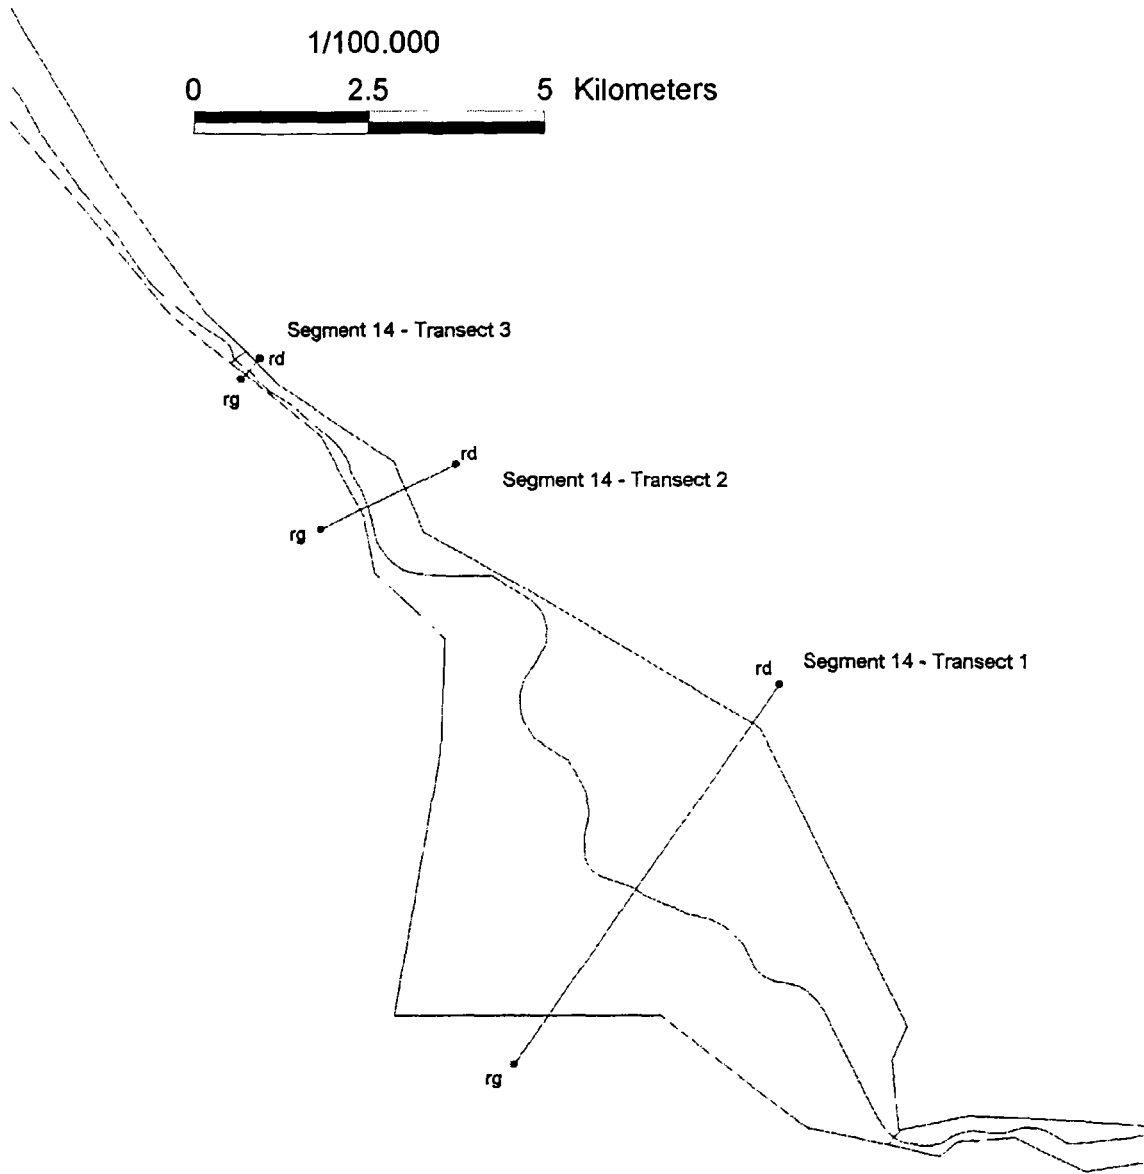 1/100.000
0 2.5 5 Kilometers
Segment 14 - Transect 3
rd
rg
rd
Segment 14 - Transect 2
rg
Segment 14 - Transect 1
rd
rg